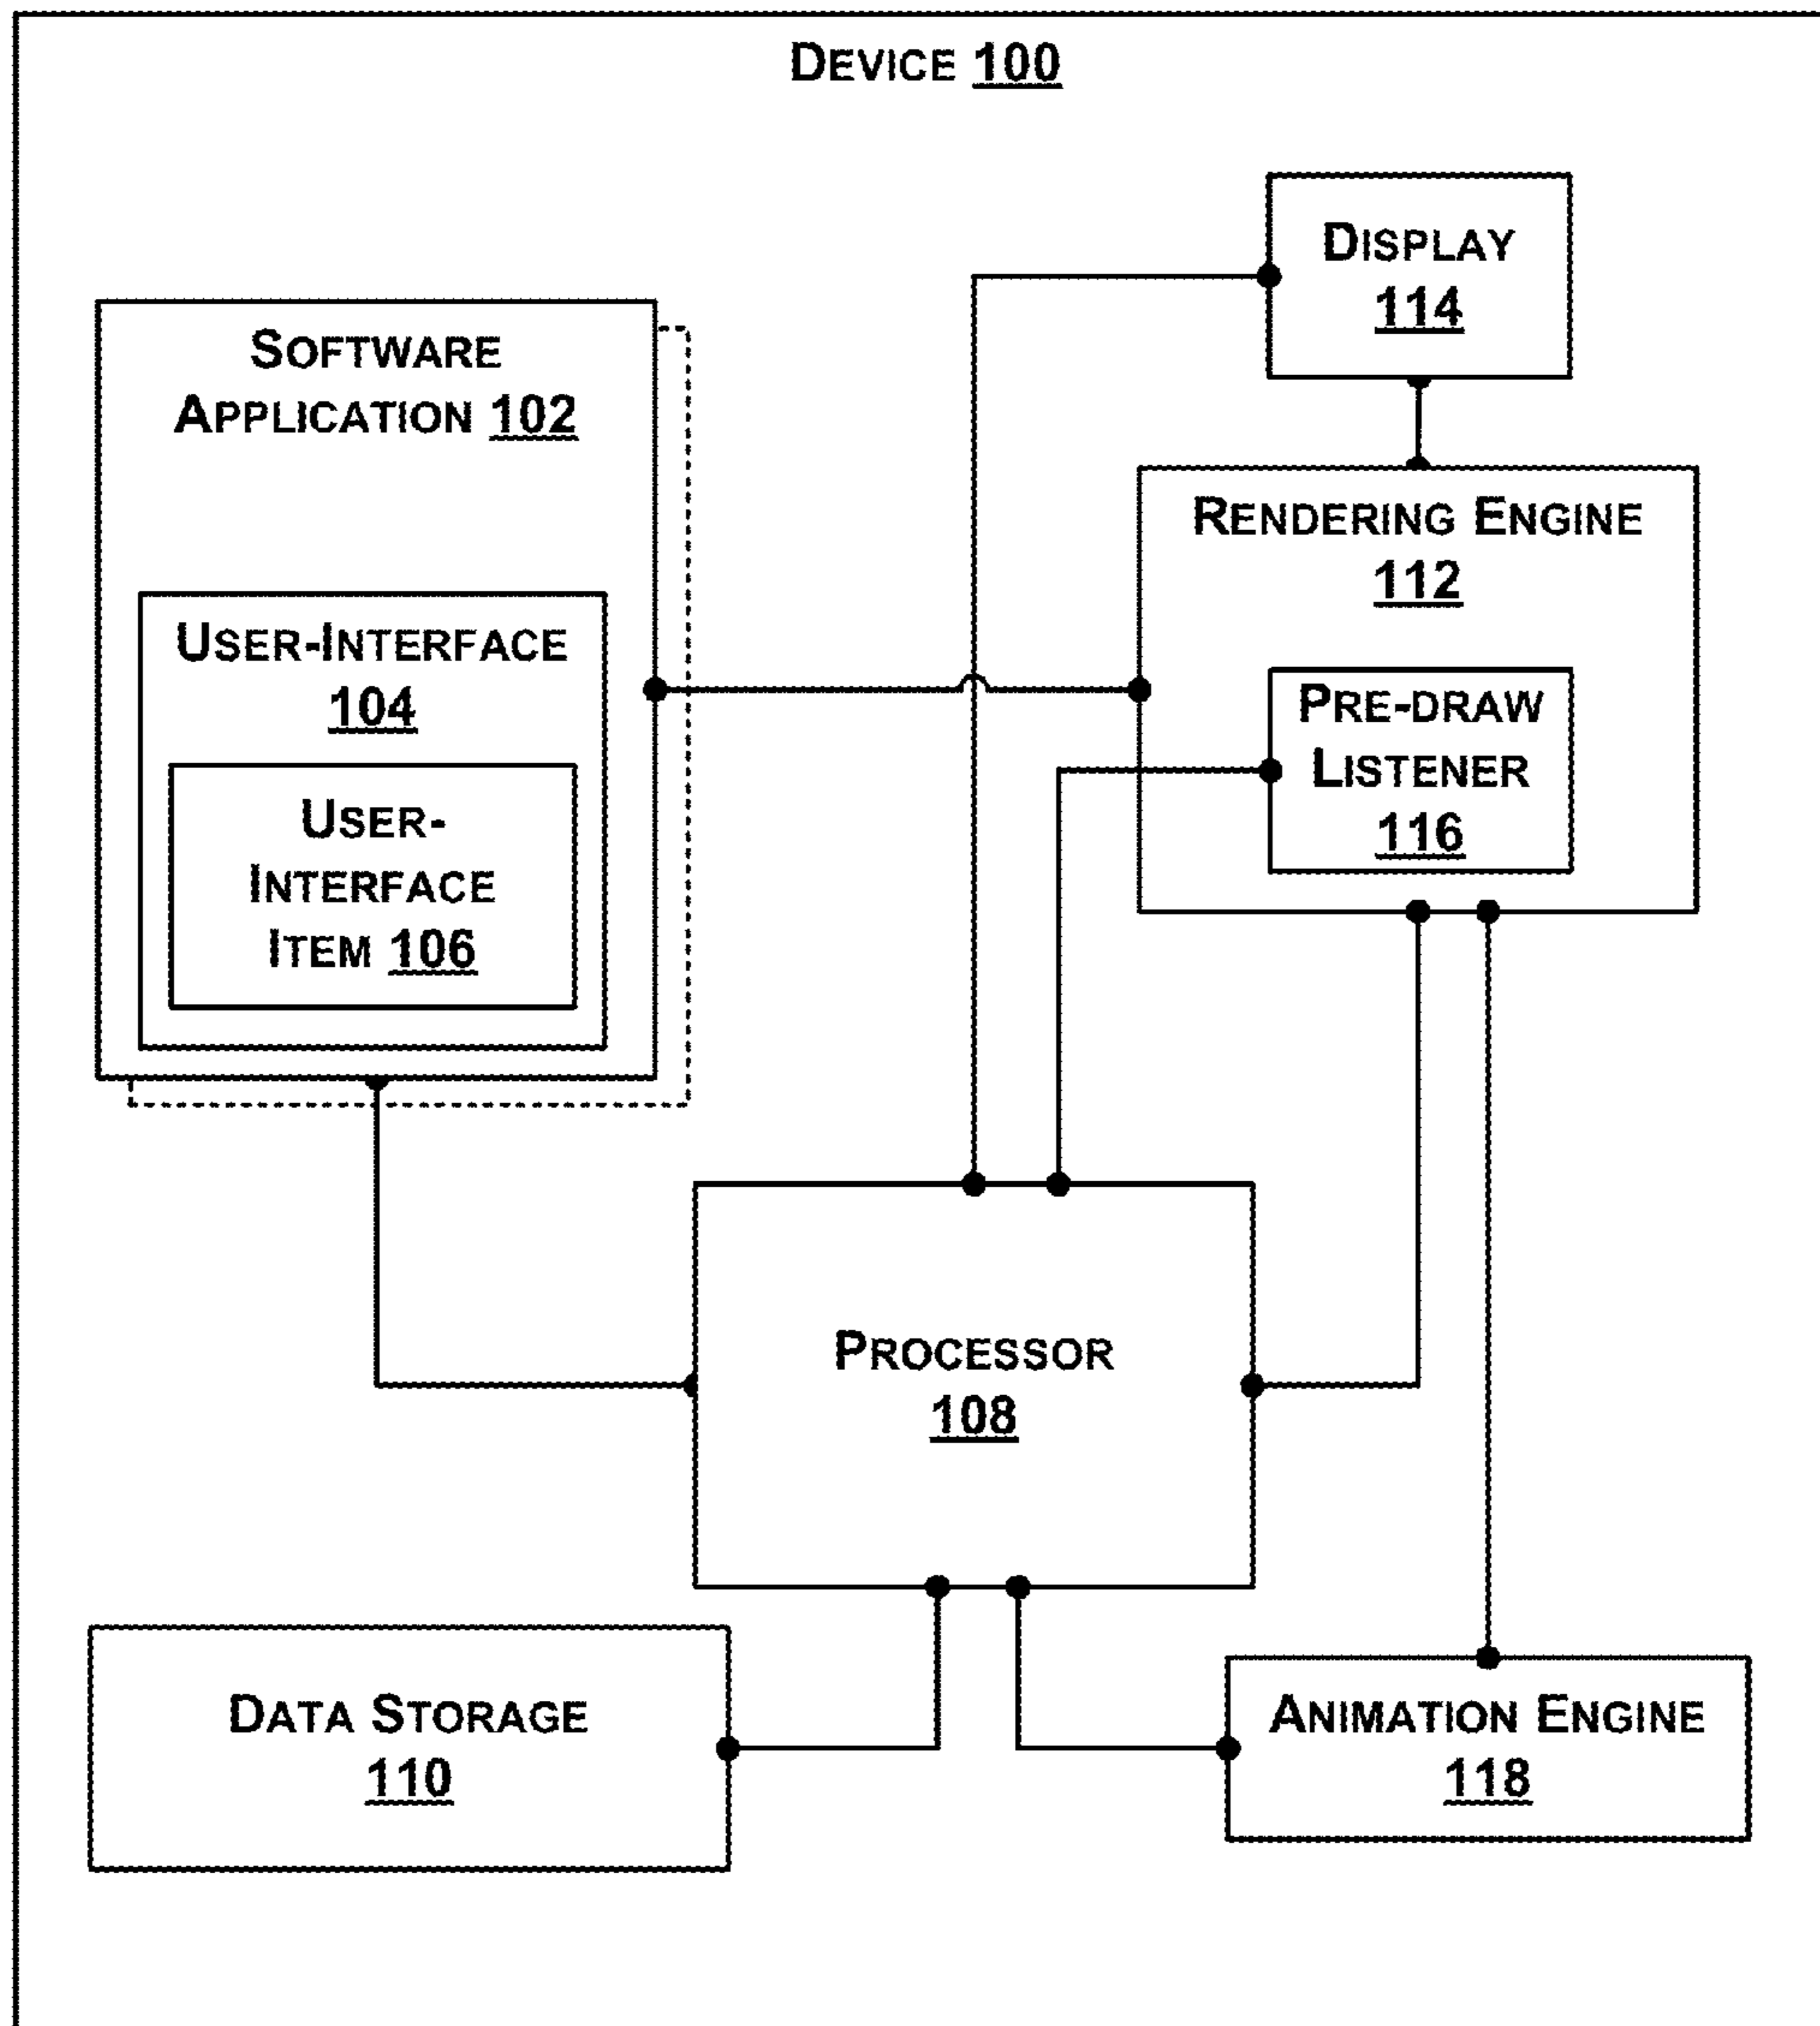 DEVICE 100
SOFTWARE
APPLICATION 102
USER-INTERFACE
104
USER-
INTERFACE
ITEM 106
DISPLAY
114
RENDERING ENGINE
112
PRE-DRAW
LISTENER
116
PROCESSOR
108
DATA STORAGE
110
ANIMATION ENGINE
118